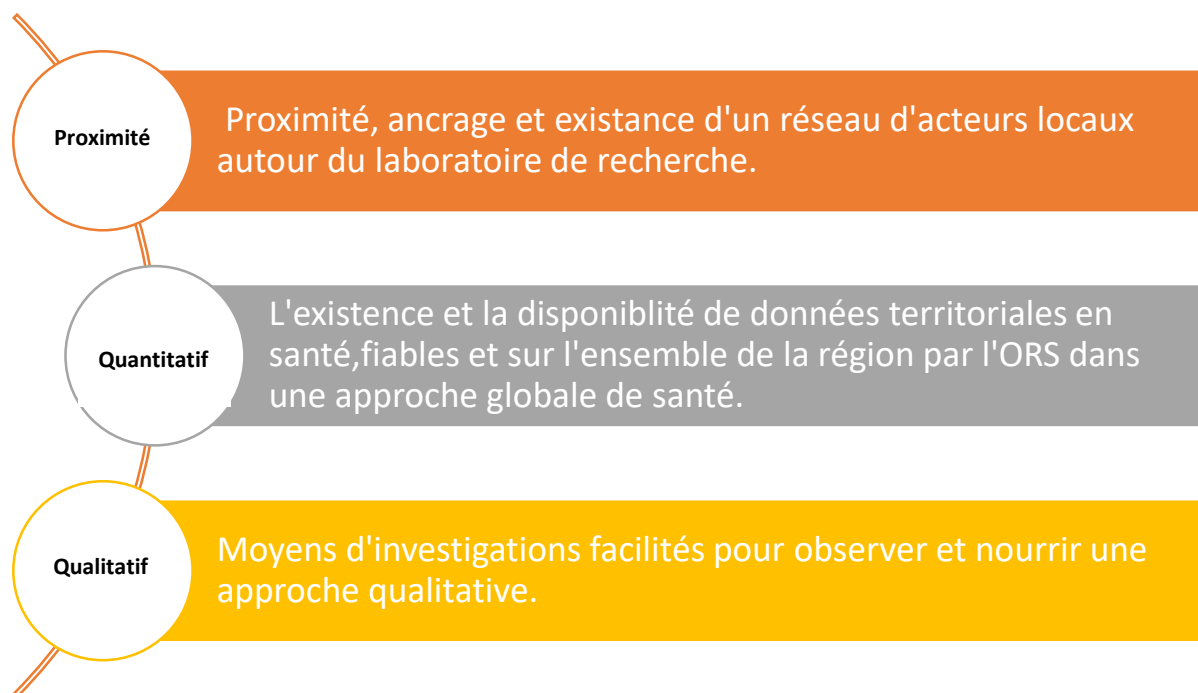 Proximité
Proximité, ancrage et existance d'un réseau d'acteurs locaux
autour du laboratoire de recherche.
Quantitatif
L'existence et la disponiblité de données territoriales en
santé,fiables et sur l'ensemble de la région par l'ORS dans
une approche globale de santé.
Qualitatif
Moyens d'investigations facilités pour observer et nourrir une
approche qualitative.